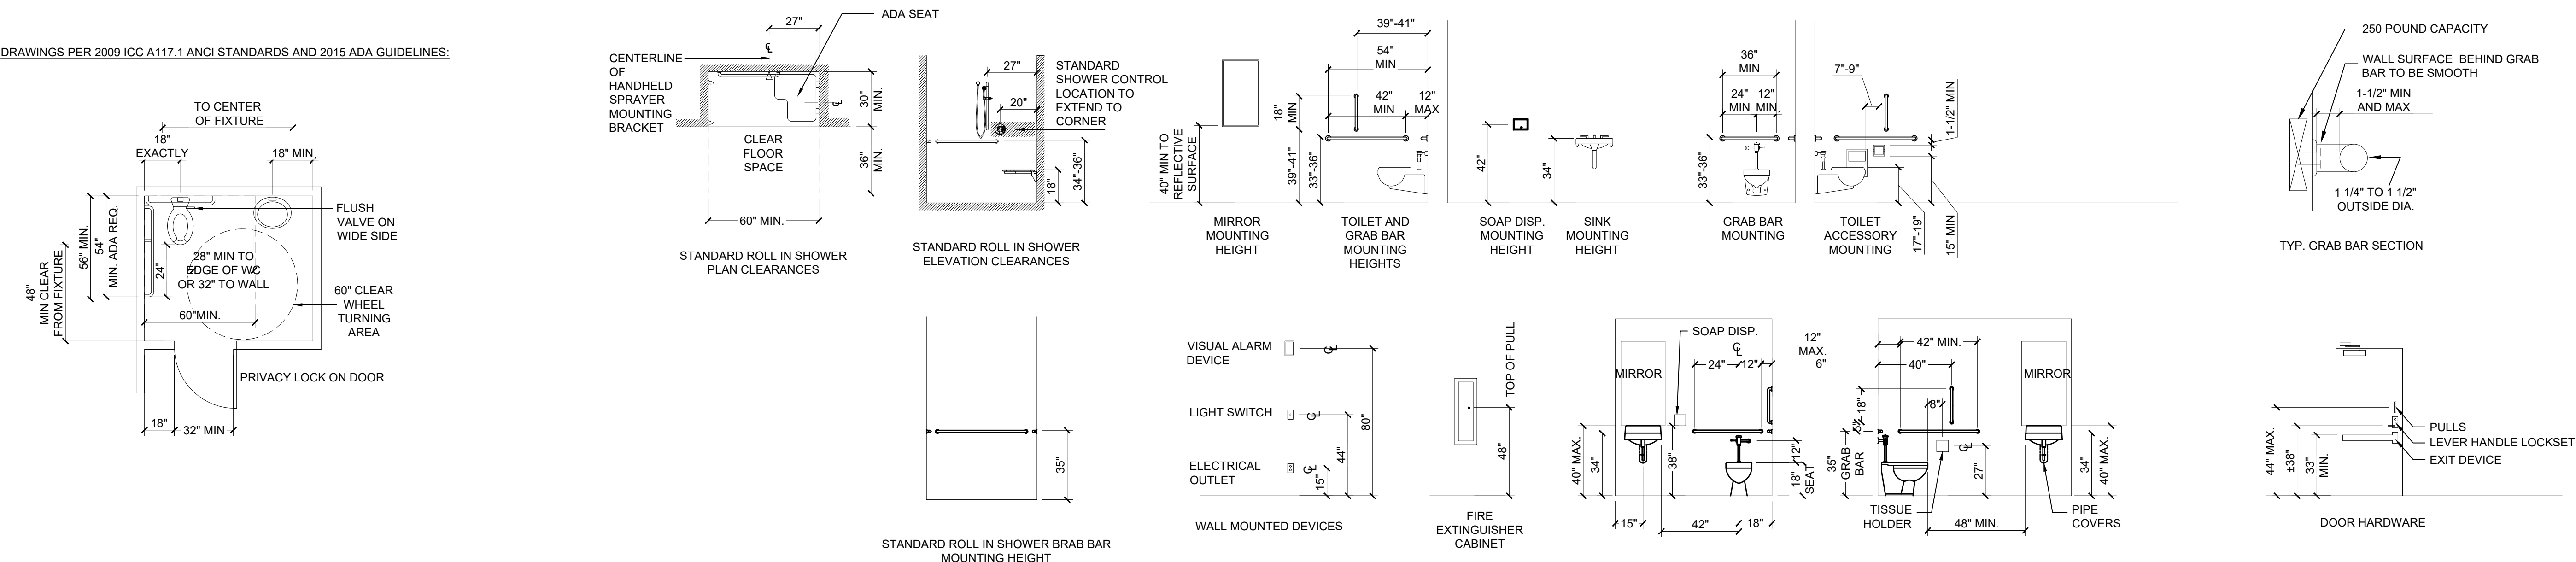 DRAWINGS PER 2009 ICC A117.1 ANCI STANDARDS AND 2015 ADA GUIDELINES:
TO CENTER
OF FIXTURE
18"
EXACTLY
18" MIN.
56" MIN.
54"
MIN. ADA REQ.
48"
MIN CLEAR
FROM FIXTURE
24"
28" MIN TO
EDGE OF WC
OR 32" TO WALL
60"MIN.
FLUSH
VALVE ON
WIDE SIDE
60" CLEAR
WHEEL
TURNING
AREA
PRIVACY LOCK ON DOOR
18"
32" MIN
27"
ADA SEAT
CENTERLINE
OF
HANDHELD
SPRAYER
MOUNTING
BRACKET
CLEAR
FLOOR
SPACE
30"
MIN.
36"
MIN.
60" MIN.
STANDARD ROLL IN SHOWER
PLAN CLEARANCES
27"
20"
STANDARD
SHOWER CONTROL
LOCATION TO
EXTEND TO
CORNER
18"
34"-36"
STANDARD ROLL IN SHOWER
ELEVATION CLEARANCES
35"
STANDARD ROLL IN SHOWER BRAB BAR
MOUNTING HEIGHT
40" MIN TO
REFLECTIVE
SURFACE
MIRROR
MOUNTING
HEIGHT
39"-41"
54"
MIN
42"
MIN
12"
MAX
18"
MIN
39"-41"
33"-36"
TOILET AND
GRAB BAR
MOUNTING
HEIGHTS
42"
SOAP DISP.
MOUNTING
HEIGHT
34"
SINK
MOUNTING
HEIGHT
36"
MIN
24"
MIN
12"
MIN.
33"-36"
GRAB BAR
MOUNTING
7"-9"
1-1/2" MIN
17"-19"
15" MIN
TOILET
ACCESSORY
MOUNTING
250 POUND CAPACITY
WALL SURFACE BEHIND GRAB
BAR TO BE SMOOTH
1-1/2" MIN
AND MAX
1 1/4" TO 1 1/2"
OUTSIDE DIA.
TYP. GRAB BAR SECTION
VISUAL ALARM
DEVICE
LIGHT SWITCH
ELECTRICAL
OUTLET
15"
44"
80"
WALL MOUNTED DEVICES
TOP OF PULL
48"
FIRE
EXTINGUISHER
CABINET
SOAP DISP.
MIRROR
24"
12"
12"
MAX.
6"
40" MAX.
34"
38"
12"
18"
SEAT
15"
42"
18"
42" MIN.
40"
MIRROR
18"
8"
5"
35"
GRAB
BAR
27"
34"
40" MAX.
TISSUE
HOLDER
48" MIN.
PIPE
COVERS
44" MAX.
±38"
33"
MIN.
PULLS
LEVER HANDLE LOCKSET
EXIT DEVICE
DOOR HARDWARE